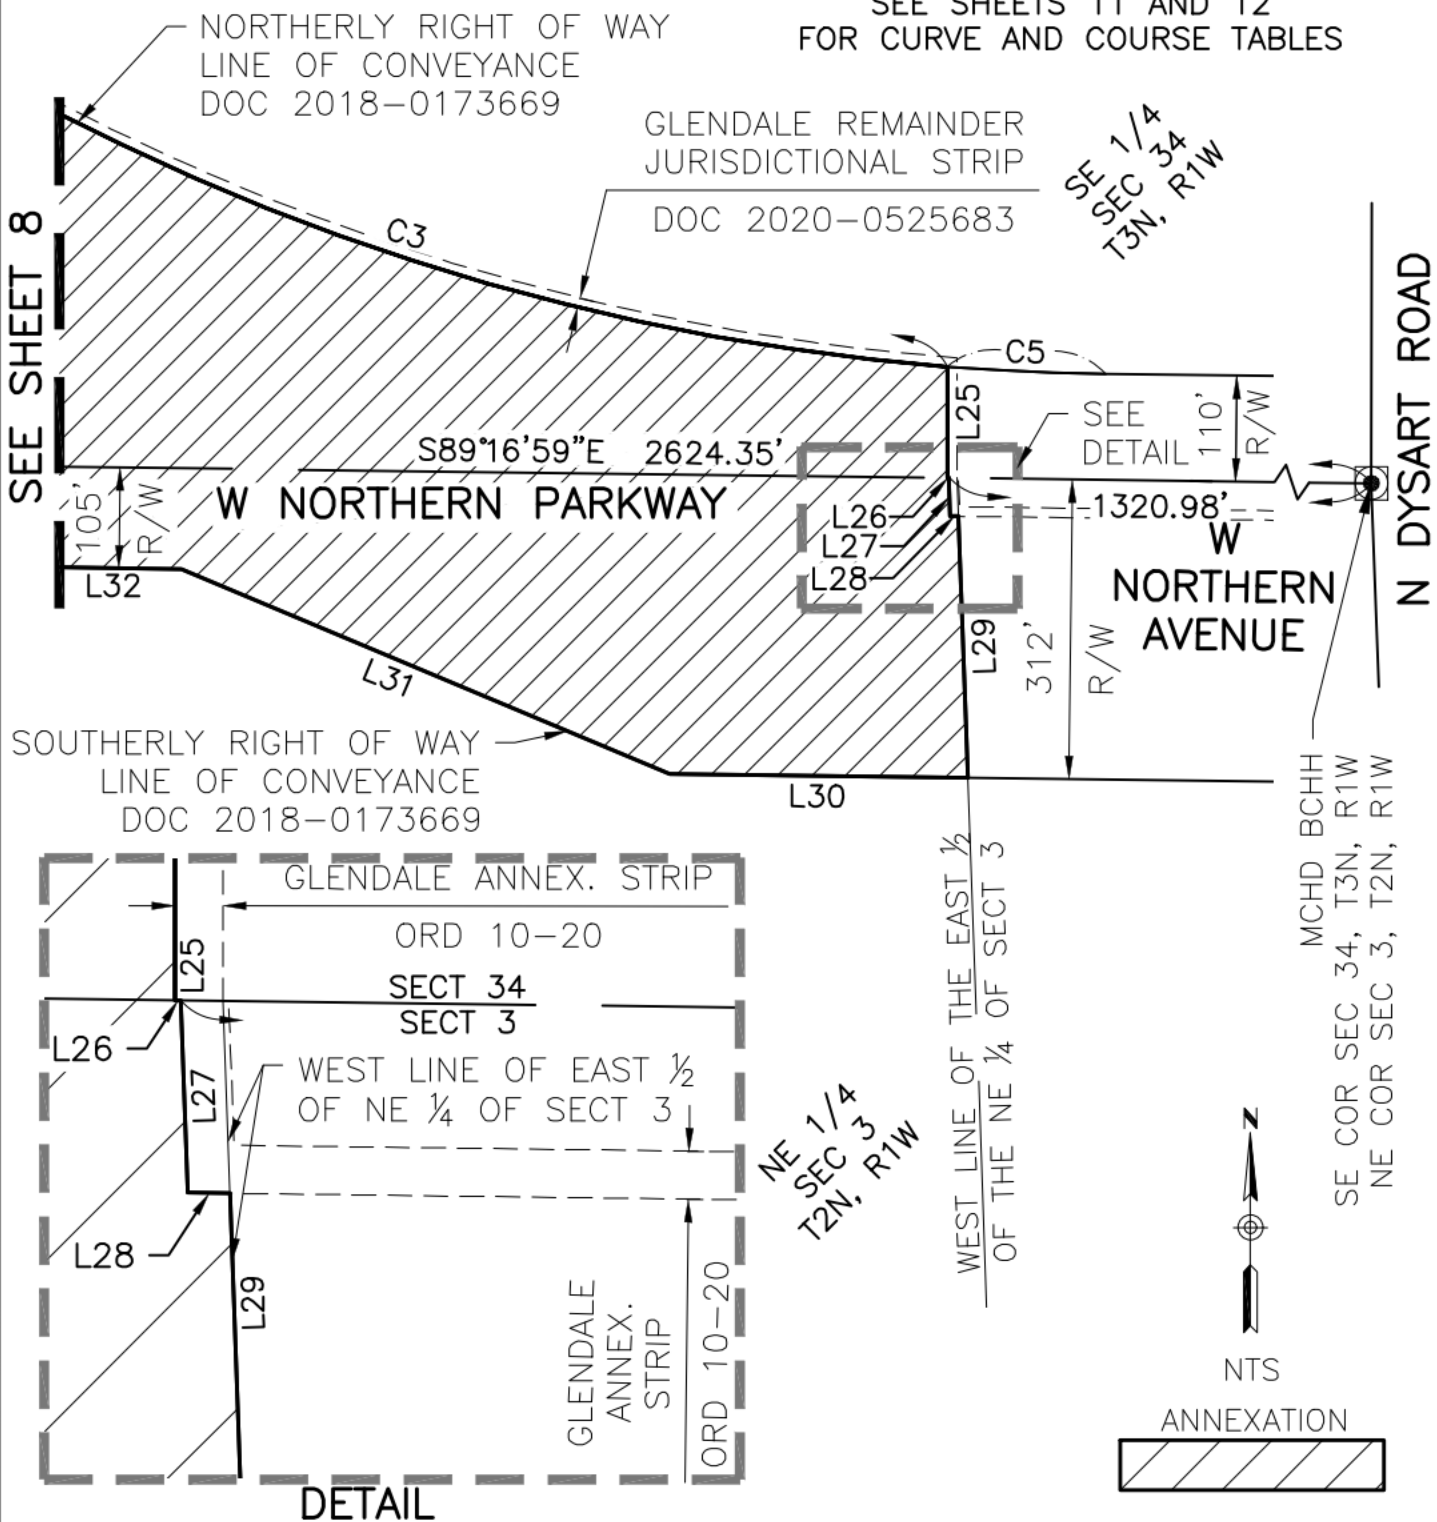 SEE SHEETS 11 AND 12
FOR CURVE AND COURSE TABLES
NORTHERLY RIGHT OF WAY
LINE OF CONVEYANCE
DOC 2018-0173669
GLENDALE REMAINDER
JURISDICTIONAL STRIP
DOC 2020-0525683
SE 1/4
SEC 34
T3N, R1W
SEE SHEET 8
C3
C5
L25
SEE
DETAIL
110'
R/W
N DYSART ROAD
S89°16'59"E 2624.35'
W NORTHERN PARKWAY
105'
R/W
L26
L27
L28
1320.98'
W
NORTHERN
AVENUE
L32
L31
L29
312'
R/W
SOUTHERLY RIGHT OF WAY
LINE OF CONVEYANCE
DOC 2018-0173669
L30
MCHD BCHH
SE COR SEC 34, T3N, R1W
NE COR SEC 3, T2N, R1W
WEST LINE OF THE EAST ½
OF THE NE ¼ OF SECT 3
GLENDALE ANNEX. STRIP
ORD 10-20
L25
SECT 34
SECT 3
L26
L27
WEST LINE OF EAST ½
OF NE ¼ OF SECT 3
L28
L29
GLENDALE
ANNEX.
STRIP
ORD 10-20
DETAIL
NE 1/4
SEC 3
T2N, R1W
N
NTS
ANNEXATION